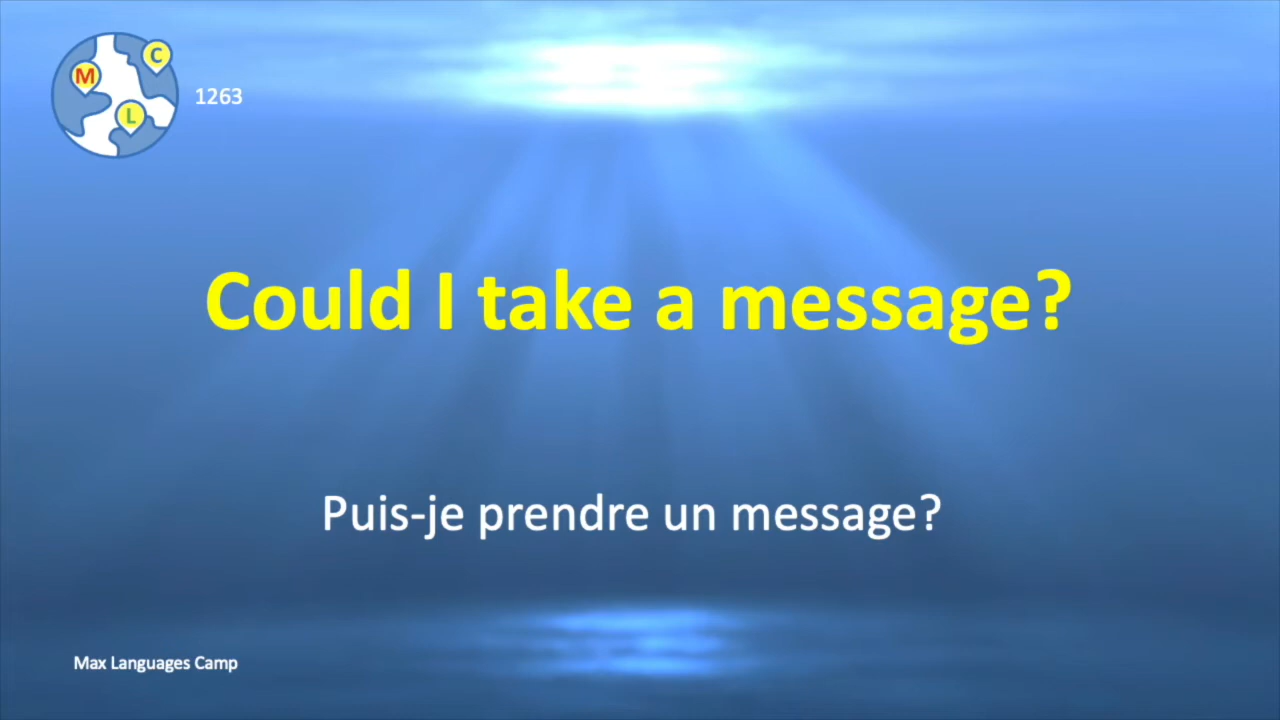 C
M
L
1263
Could I take a message?
Puis-je prendre un message?
Max Languages Camp